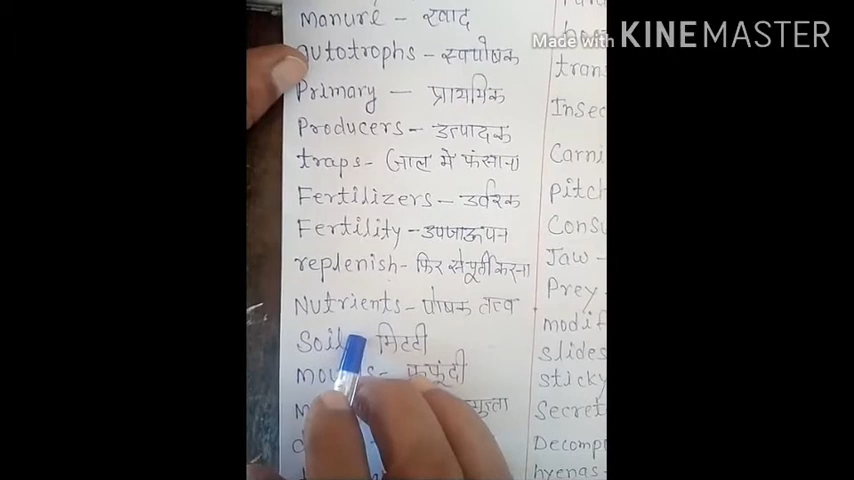 Manure - खाद
Autotrophs - स्वपोषक
Primary - प्राथमिक
Producers - उत्पादक
traps - (जाल में फंसाना)
Fertilizers - उर्वरक
Fertility - उपजाऊपन
replenish - फिर से पूर्ती करना
Nutrients - पोषक तत्व
Soil मिटटी
फफूंदी
Insec
Carni
Pitch
Consu
Jaw -
Prey -
modif
slides
sticky
Secret
Decomp
hyenas -
Made with KINEMASTER